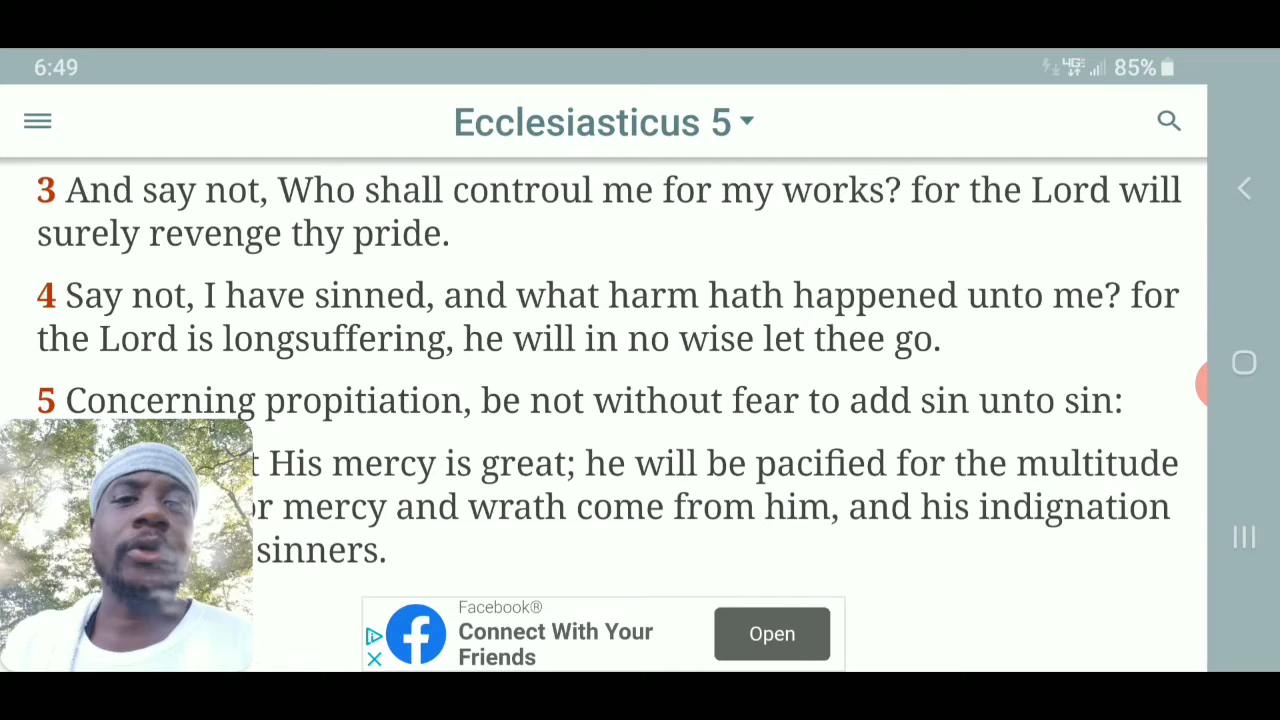 6:49
4G 85%
Ecclesiasticus 5
3 And say not, Who shall controul me for my works? for the Lord will
surely revenge thy pride.
4 Say not, I have sinned, and what harm hath happened unto me? for
the Lord is longsuffering, he will in no wise let thee go.
5 Concerning propitiation, be not without fear to add sin unto sin:
t His mercy is great; he will be pacified for the multitude
r mercy and wrath come from him, and his indignation
sinners.
Facebook®
Connect With Your
Friends
Open